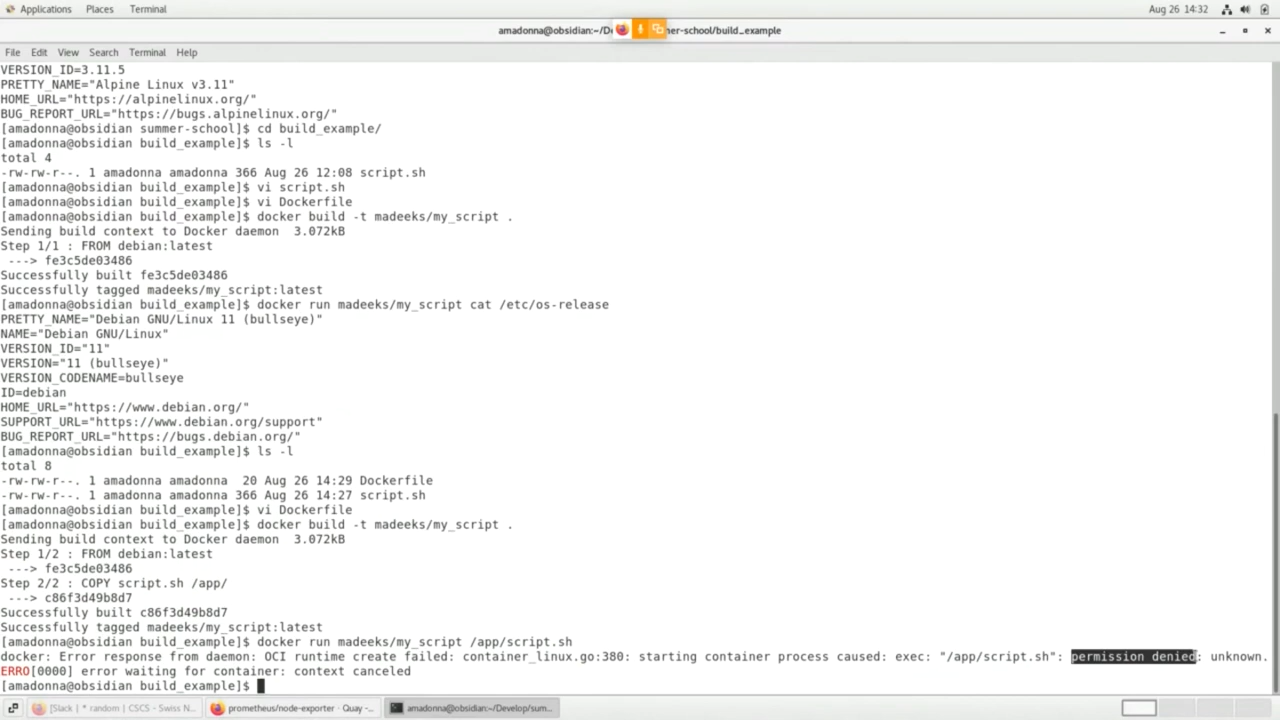 Applications Places Terminal Aug 26 14:32
amadonna@obsidian:~/De ner-school/build_example
File Edit View Search Terminal Help
VERSION_ID=3.11.5
PRETTY_NAME="Alpine Linux v3.11"
HOME_URL="https://alpinelinux.org/"
BUG_REPORT_URL="https://bugs.alpinelinux.org/"
[amadonna@obsidian summer-school]$ cd build_example/
[amadonna@obsidian build_example]$ ls -l
total 4
-rw-rw-r--. 1 amadonna amadonna 366 Aug 26 12:08 script.sh
[amadonna@obsidian build_example]$ vi script.sh
[amadonna@obsidian build_example]$ vi Dockerfile
[amadonna@obsidian build_example]$ docker build -t madeeks/my_script .
Sending build context to Docker daemon  3.072kB
Step 1/1 : FROM debian:latest
 ---> fe3c5de03486
Successfully built fe3c5de03486
Successfully tagged madeeks/my_script:latest
[amadonna@obsidian build_example]$ docker run madeeks/my_script cat /etc/os-release
PRETTY_NAME="Debian GNU/Linux 11 (bullseye)"
NAME="Debian GNU/Linux"
VERSION_ID="11"
VERSION="11 (bullseye)"
VERSION_CODENAME=bullseye
ID=debian
HOME_URL="https://www.debian.org/"
SUPPORT_URL="https://www.debian.org/support"
BUG_REPORT_URL="https://bugs.debian.org/"
[amadonna@obsidian build_example]$ ls -l
total 8
-rw-rw-r--. 1 amadonna amadonna  20 Aug 26 14:29 Dockerfile
-rw-rw-r--. 1 amadonna amadonna 366 Aug 26 14:27 script.sh
[amadonna@obsidian build_example]$ vi Dockerfile
[amadonna@obsidian build_example]$ docker build -t madeeks/my_script .
Sending build context to Docker daemon  3.072kB
Step 1/2 : FROM debian:latest
 ---> fe3c5de03486
Step 2/2 : COPY script.sh /app/
 ---> c86f3d49b8d7
Successfully built c86f3d49b8d7
Successfully tagged madeeks/my_script:latest
[amadonna@obsidian build_example]$ docker run madeeks/my_script /app/script.sh
docker: Error response from daemon: OCI runtime create failed: container_linux.go:380: starting container process caused: exec: "/app/script.sh": permission denied: unknown.
ERRO[0000] error waiting for container: context canceled
[amadonna@obsidian build_example]$
[Slack | * random | CSCS - Swiss N... prometheus/node-exporter · Quay -... amadonna@obsidian:~/Develop/sum...